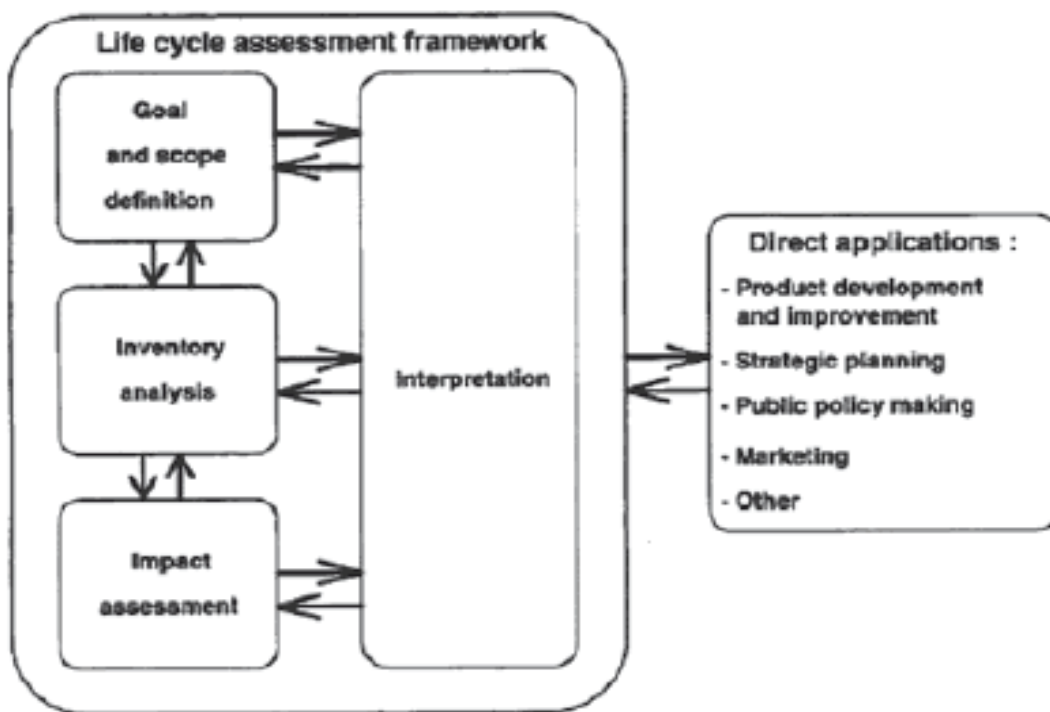 Life cycle assessment framework
Goal
and scope
definition
Inventory
analysis
Impact
assessment
Interpretation
Direct applications :
- Product development
and improvement
- Strategic planning
- Public policy making
- Marketing
- Other